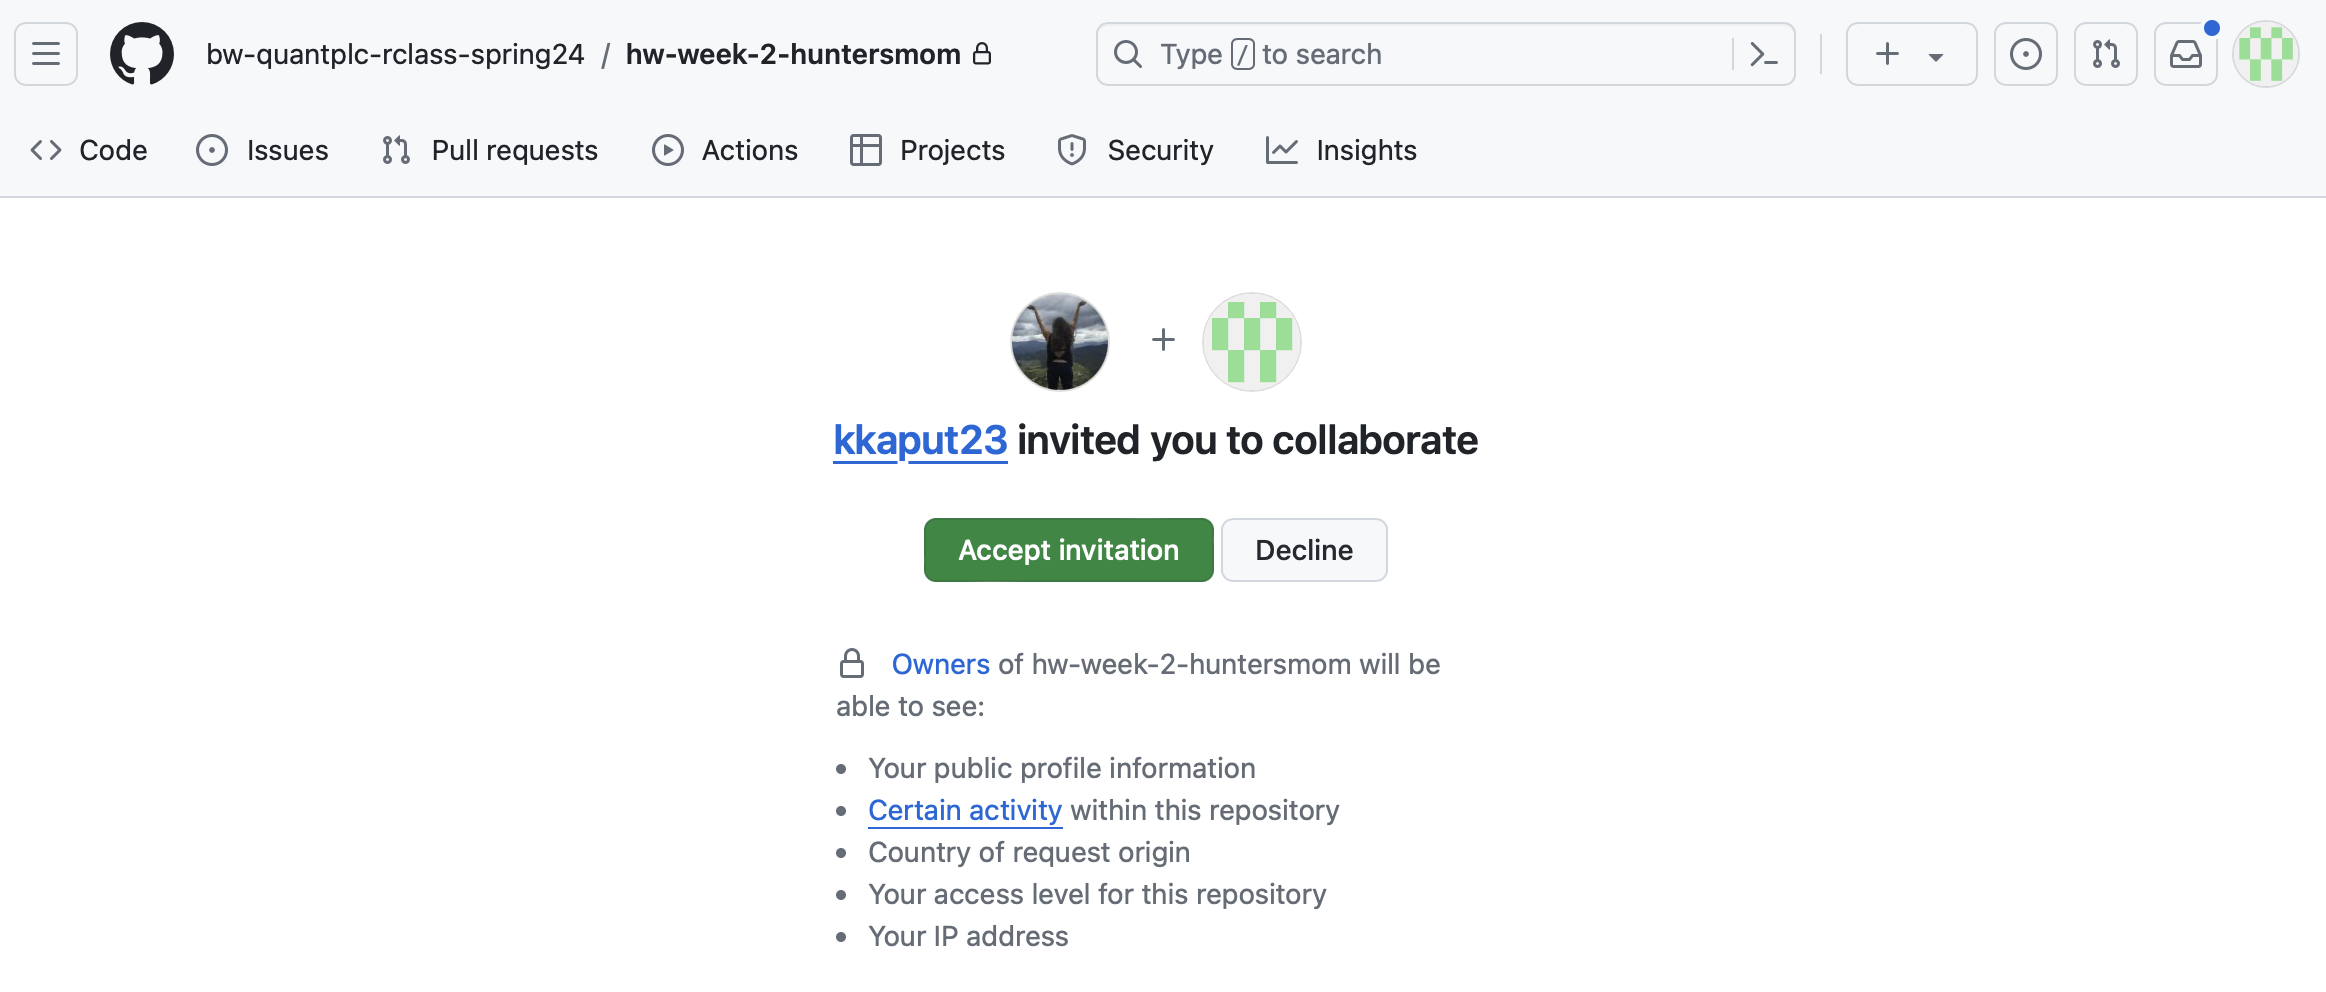 bw-quantplc-rclass-spring24 / hw-week-2-huntersmom
Type / to search
Code Issues Pull requests Actions Projects Security Insights
kkaput23 invited you to collaborate
Accept invitation Decline
Owners of hw-week-2-huntersmom will be
able to see:
• Your public profile information
• Certain activity within this repository
• Country of request origin
• Your access level for this repository
• Your IP address